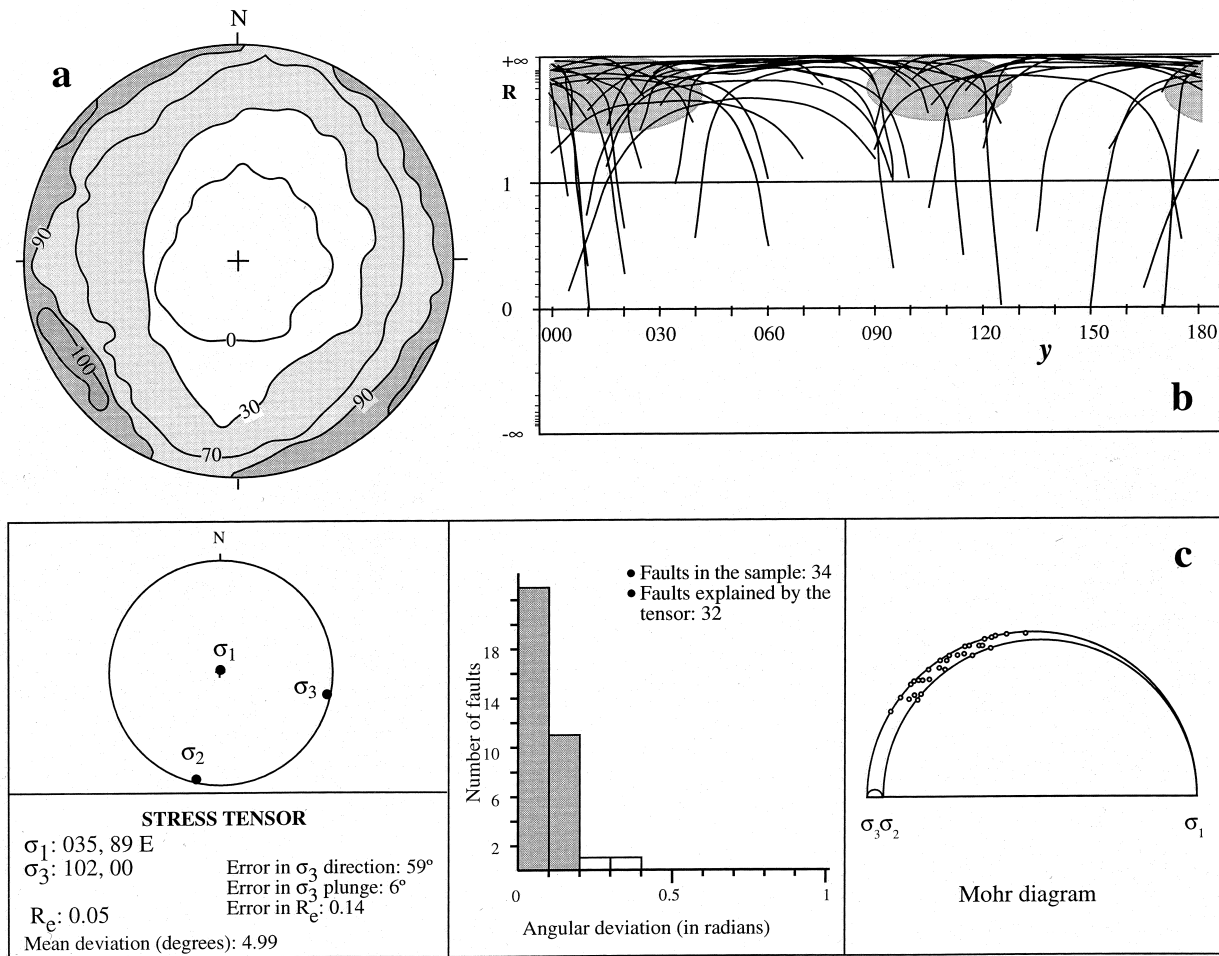 a
N
90
100
0
30
90
70
+∞
R
1
0
-∞
000 030 060 090 120 150 180
y
b
N
σ1
σ3
σ2
STRESS TENSOR
σ1: 035, 89 E
σ3: 102, 00
Re: 0.05
Error in σ3 direction: 59º
Error in σ3 plunge: 6º
Error in Re: 0.14
Mean deviation (degrees): 4.99
● Faults in the sample: 34
● Faults explained by the
tensor: 32
Number of faults
18
14
10
6
2
0 0.5 1
Angular deviation (in radians)
c
σ3σ2 σ1
Mohr diagram